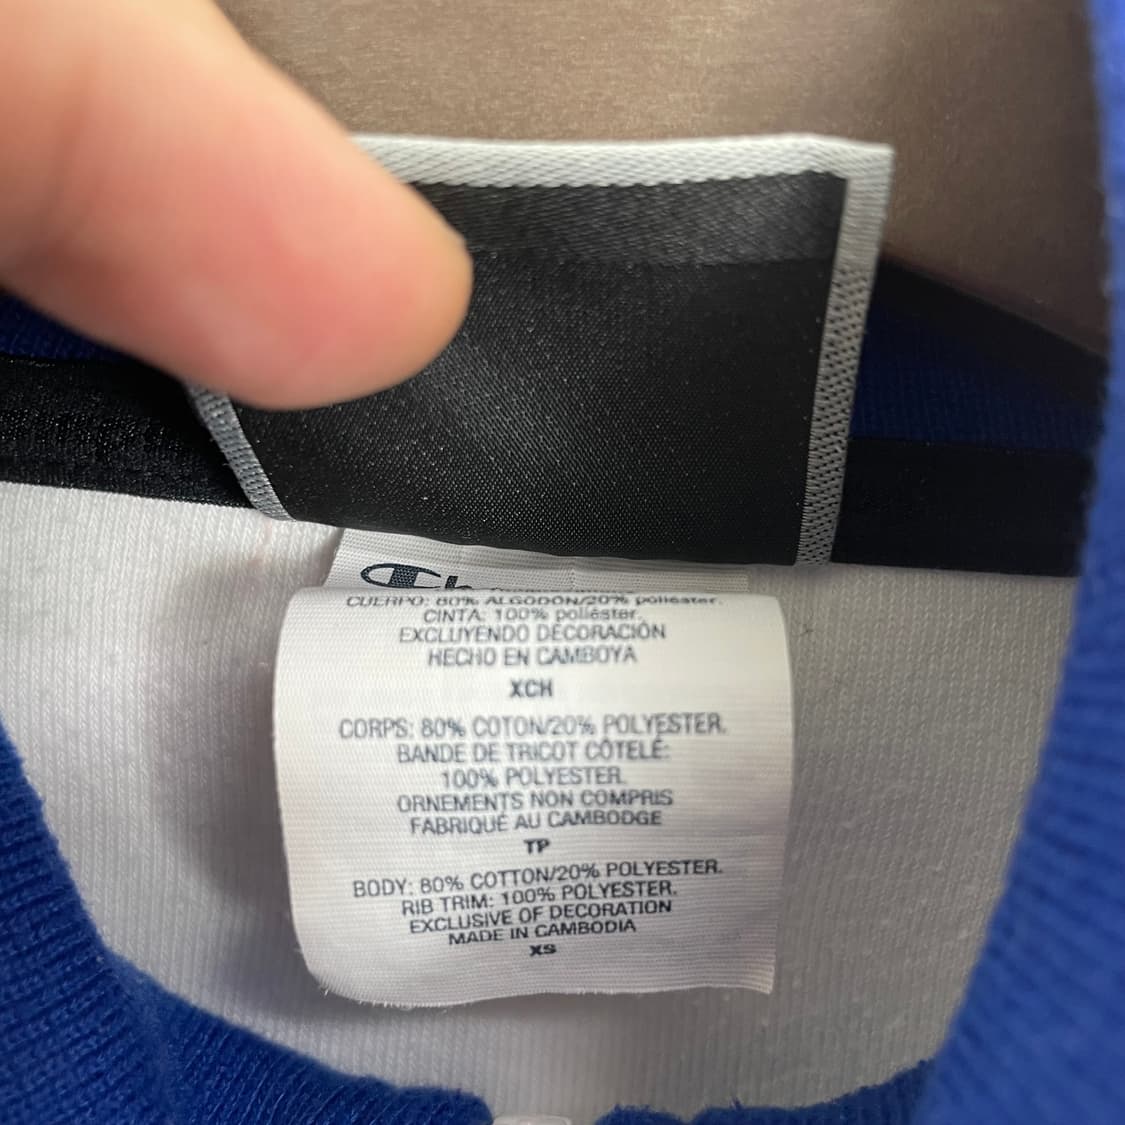 Ch
CUERPO: 80% ALGODÓN/20% poliéster.
CINTA: 100% poliéster.
EXCLUYENDO DECORACIÓN
HECHO EN CAMBOYA
XCH
CORPS: 80% COTON/20% POLYESTER.
BANDE DE TRICOT CÔTELÉ:
100% POLYESTER.
ORNEMENTS NON COMPRIS
FABRIQUÉ AU CAMBODGE
TP
BODY: 80% COTTON/20% POLYESTER.
RIB TRIM: 100% POLYESTER.
EXCLUSIVE OF DECORATION
MADE IN CAMBODIA
XS